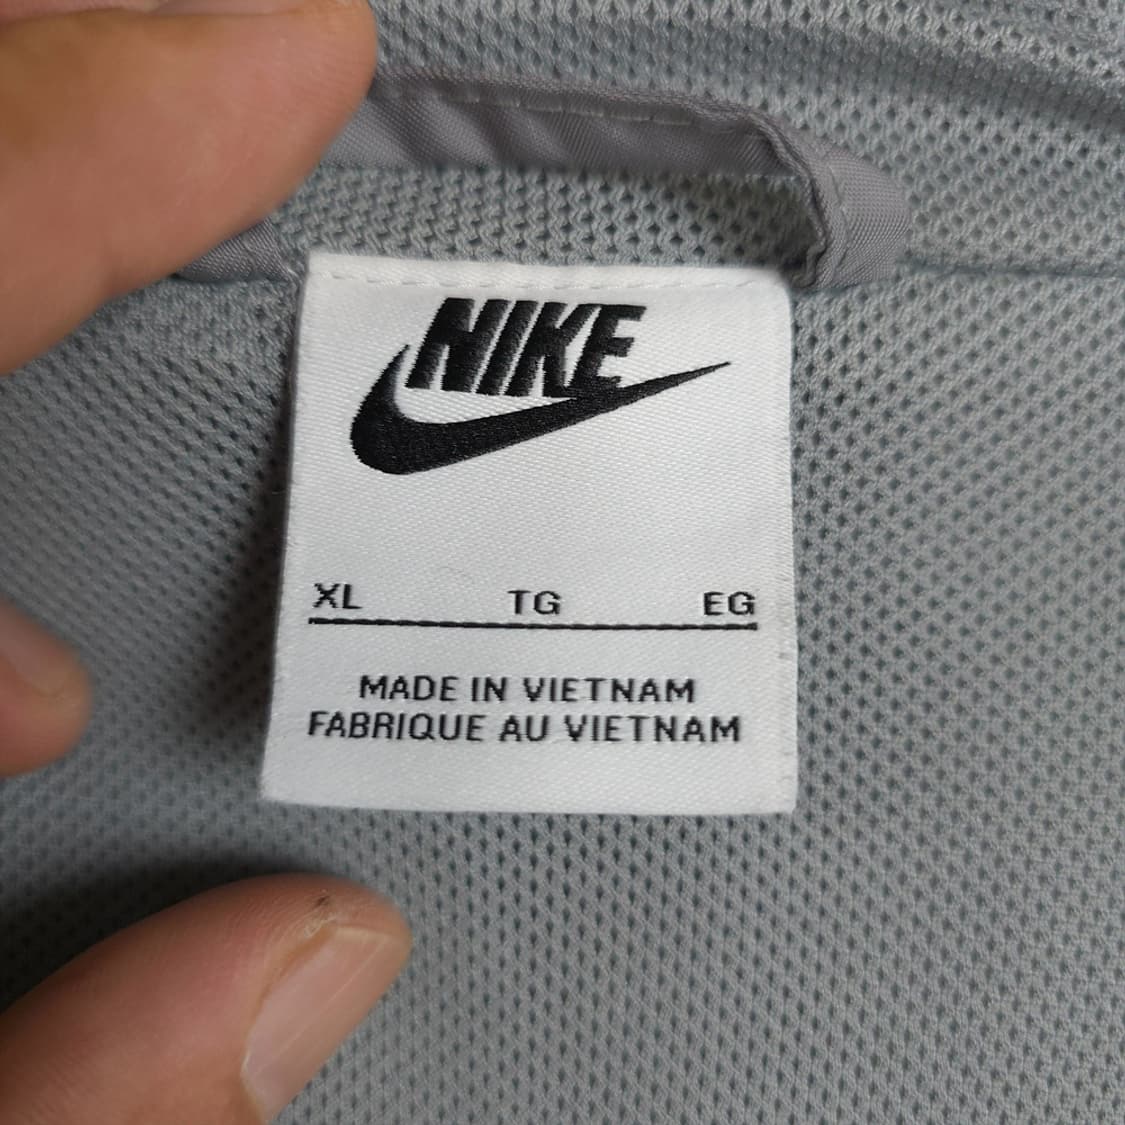 NIKE
XL TG EG
MADE IN VIETNAM
FABRIQUE AU VIETNAM